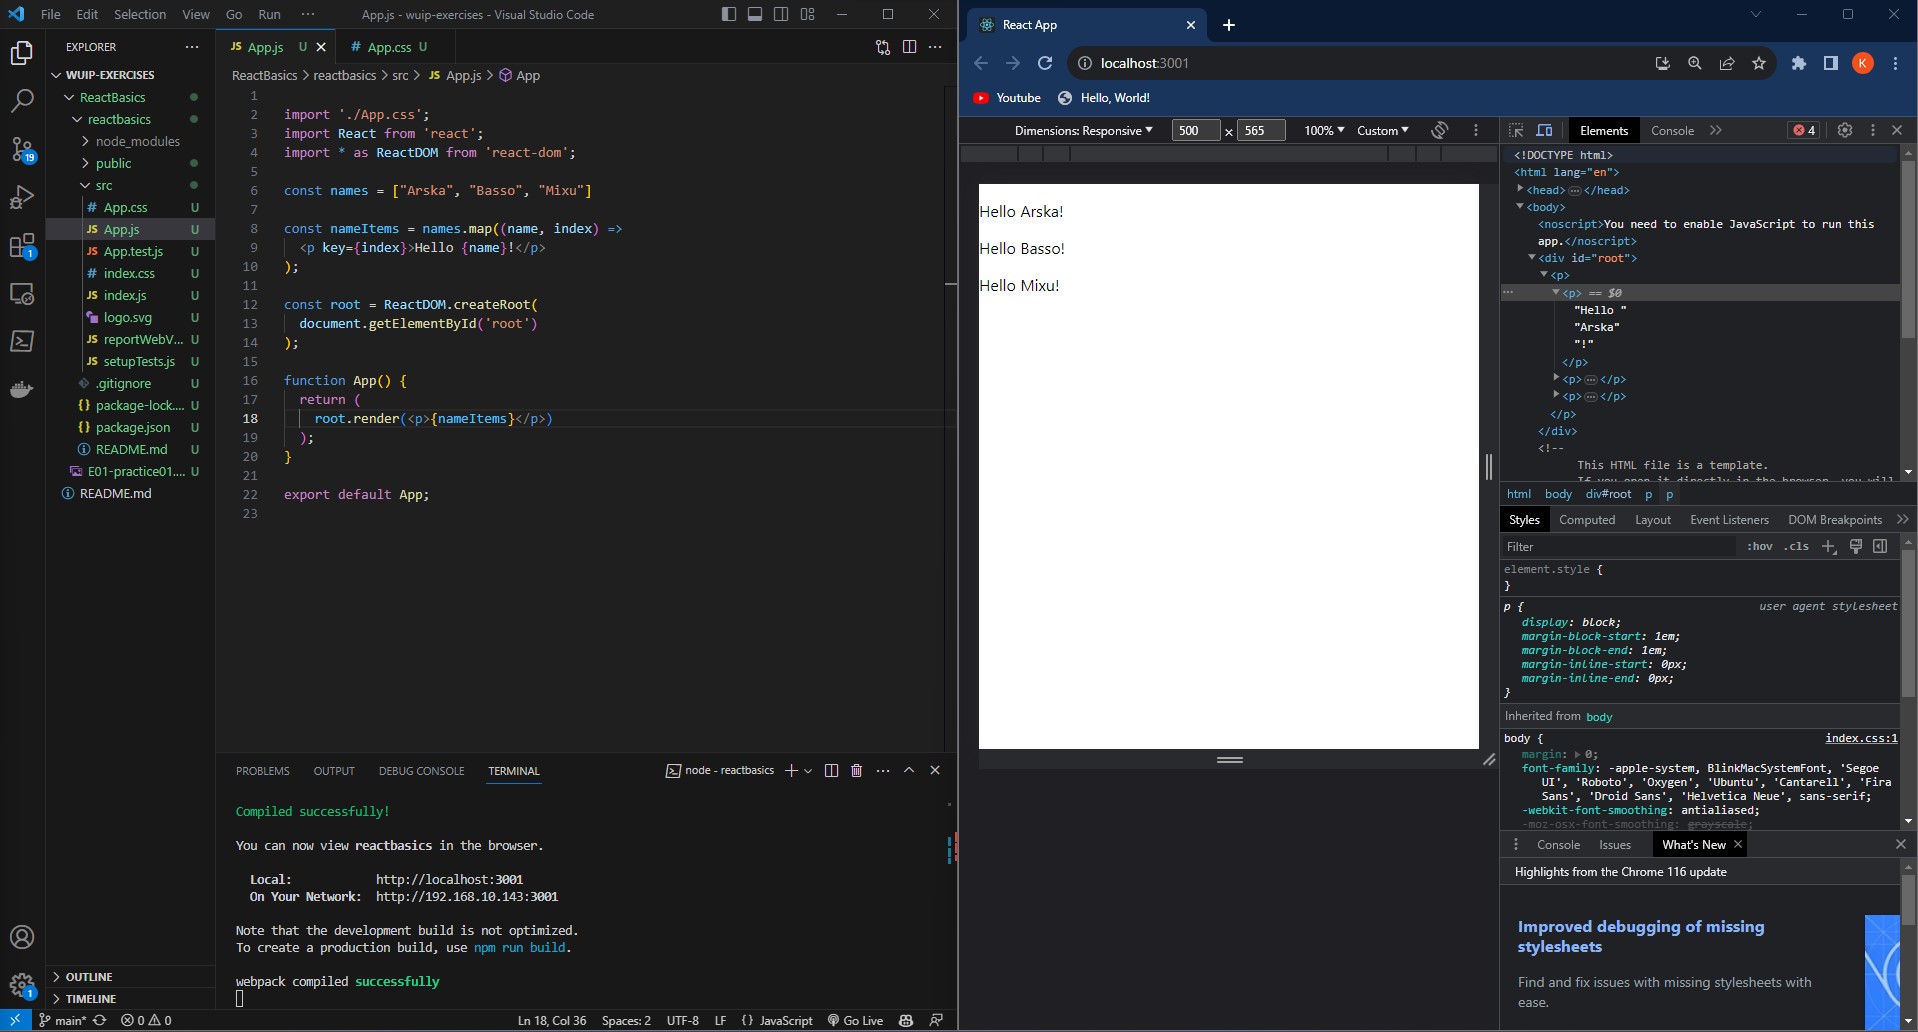 File Edit Selection View Go Run ··· App.js - wuip-exercises - Visual Studio Code
EXPLORER ···
WUIP-EXERCISES
ReactBasics
reactbasics
node_modules
public
src
# App.css U
JS App.js U
JS App.test.js U
# index.css U
JS index.js U
logo.svg U
JS reportWebV... U
JS setupTests.js U
.gitignore U
{} package-lock.... U
{} package.json U
README.md U
E01-practice01.... U
README.md
OUTLINE
TIMELINE
19
1
1
JS App.js U
# App.css U
ReactBasics > reactbasics > src > JS App.js > App
1
2 import './App.css';
3 import React from 'react';
4 import * as ReactDOM from 'react-dom';
5
6 const names = ["Arska", "Basso", "Mixu"]
7
8 const nameItems = names.map((name, index) =>
9 <p key={index}>Hello {name}!</p>
10 );
11
12 const root = ReactDOM.createRoot(
13 document.getElementById('root')
14 );
15
16 function App() {
17 return (
18 root.render(<p>{nameItems}</p>)
19 );
20 }
21
22 export default App;
23
PROBLEMS OUTPUT DEBUG CONSOLE TERMINAL node - reactbasics
Compiled successfully!
You can now view reactbasics in the browser.
Local: http://localhost:3001
On Your Network: http://192.168.10.143:3001
Note that the development build is not optimized.
To create a production build, use npm run build.
webpack compiled successfully
main* 0 0 Ln 18, Col 36 Spaces: 2 UTF-8 LF {} JavaScript Go Live
React App
localhost:3001
K
Youtube Hello, World!
Dimensions: Responsive 500 × 565 100% Custom
Hello Arska!
Hello Basso!
Hello Mixu!
Elements Console 4
<!DOCTYPE html>
<html lang="en">
<head>···</head>
<body>
<noscript>You need to enable JavaScript to run this
app.</noscript>
<div id="root">
<p>
··· <p> == $0
"Hello "
"Arska"
"!"
</p>
<p>···</p>
<p>···</p>
</p>
</div>
<!--
This HTML file is a template.
If you open it directly in the browser, you will
html body div#root p p
Styles Computed Layout Event Listeners DOM Breakpoints
Filter :hov .cls
element.style {
}
p { user agent stylesheet
display: block;
margin-block-start: 1em;
margin-block-end: 1em;
margin-inline-start: 0px;
margin-inline-end: 0px;
}
Inherited from body
body { index.css:1
margin: 0;
font-family: -apple-system, BlinkMacSystemFont, 'Segoe
UI', 'Roboto', 'Oxygen', 'Ubuntu', 'Cantarell', 'Fira
Sans', 'Droid Sans', 'Helvetica Neue', sans-serif;
-webkit-font-smoothing: antialiased;
-moz-osx-font-smoothing: grayscale;
Console Issues What's New
Highlights from the Chrome 116 update
Improved debugging of missing
stylesheets
Find and fix issues with missing stylesheets with
ease.